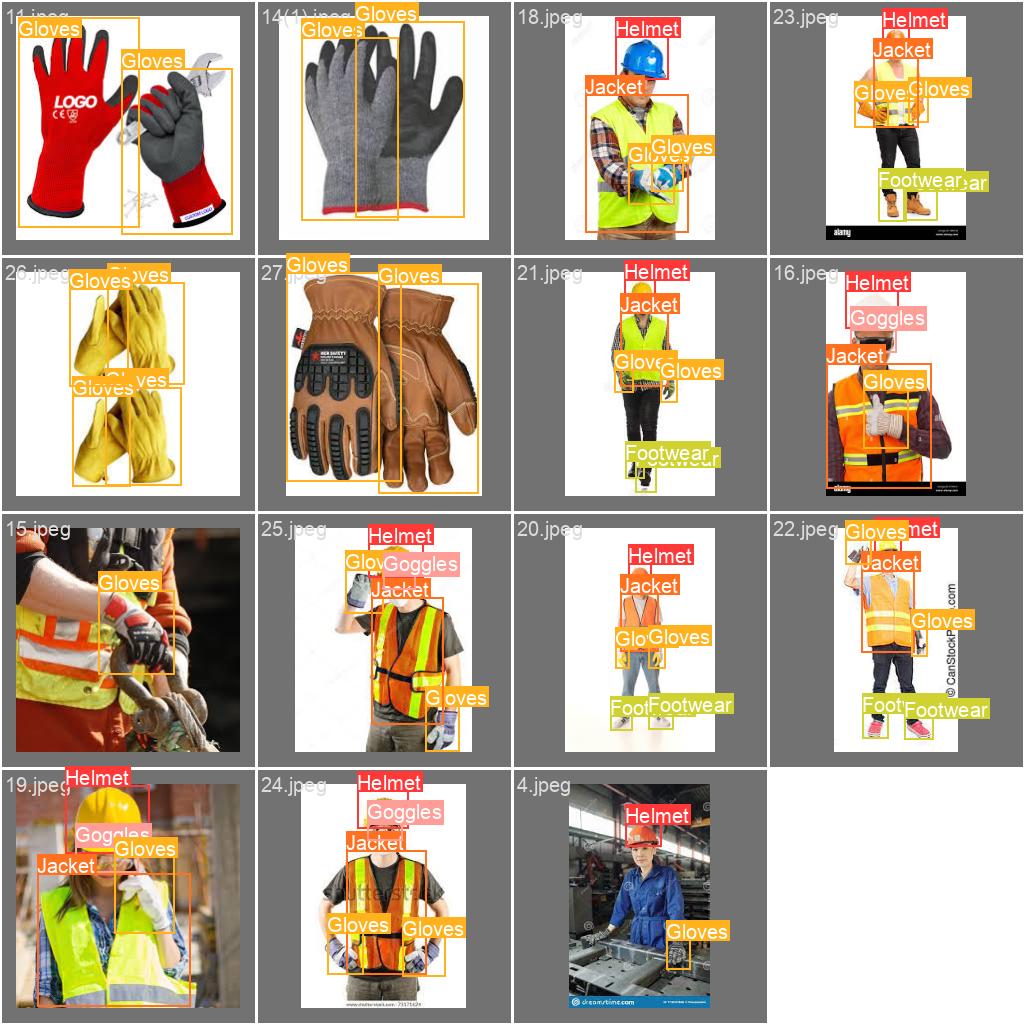 11.jpeg
Gloves
Gloves
LOGO
CE
CUSTOM LOGO
14(1).jpeg
Gloves
Gloves
18.jpeg
Helmet
Jacket
Gloves
Gloves
23.jpeg
Helmet
Jacket
Gloves
Gloves
Footwear
Footwear
alamy
26.jpeg
Gloves
Gloves
Gloves
Gloves
27.jpeg
Gloves
Gloves
21.jpeg
Helmet
Jacket
Gloves
Gloves
Footwear
Footwear
16.jpeg
Helmet
Goggles
Jacket
Gloves
alamy
15.jpeg
Gloves
25.jpeg
Helmet
Gloves
Goggles
Jacket
Gloves
20.jpeg
Helmet
Jacket
Gloves
Gloves
Footwear
Footwear
22.jpeg
Gloves
Helmet
Jacket
Gloves
Footwear
Footwear
© CanStockPhoto.com
19.jpeg
Helmet
Goggles
Gloves
Jacket
24.jpeg
Helmet
Goggles
Jacket
Gloves
Gloves
4.jpeg
Helmet
Gloves
dreamstime.com